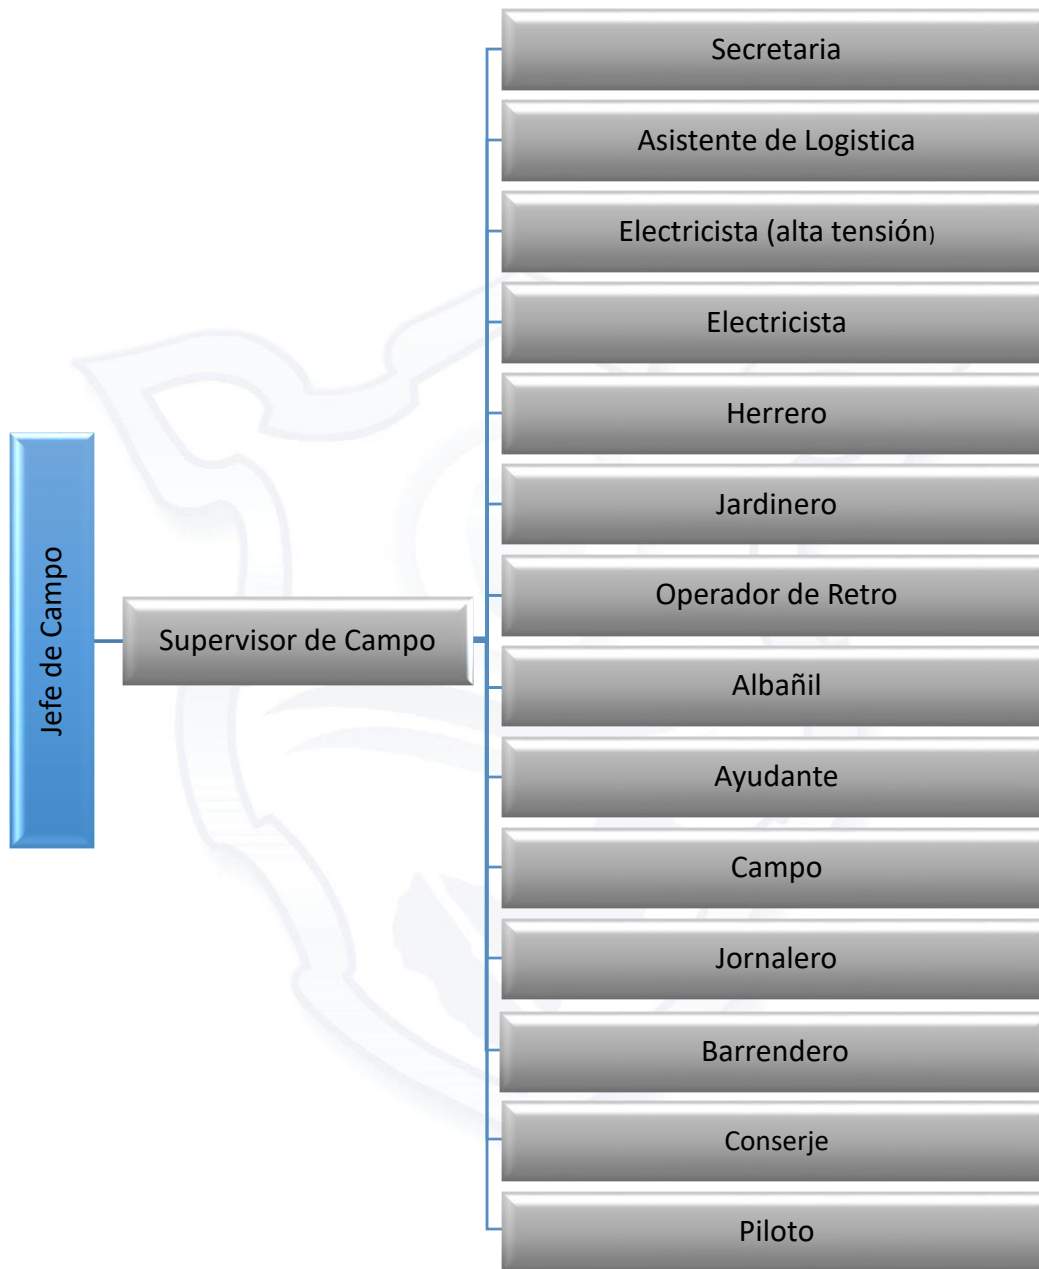 Jefe de Campo
Supervisor de Campo
Secretaria
Asistente de Logistica
Electricista (alta tensión)
Electricista
Herrero
Jardinero
Operador de Retro
Albañil
Ayudante
Campo
Jornalero
Barrendero
Conserje
Piloto